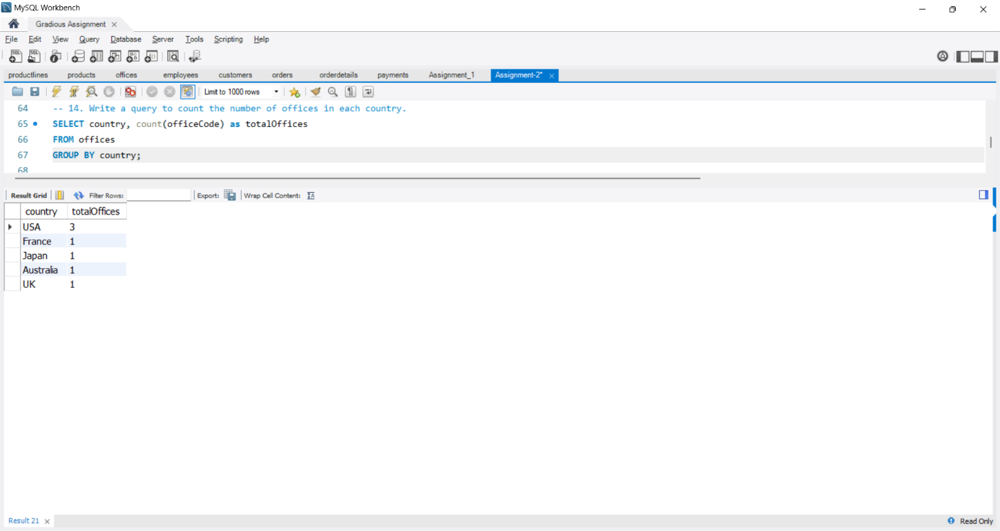 MySQL Workbench
Gradious Assignment
File Edit View Query Database Server Tools Scripting Help
productlines products offices employees customers orders orderdetails payments Assignment_1 Assignment-2*
Limit to 1000 rows
64 -- 14. Write a query to count the number of offices in each country.
65 SELECT country, count(officeCode) as totalOffices
66 FROM offices
67 GROUP BY country;
68
Result Grid Filter Rows: Export: Wrap Cell Content:
country totalOffices
USA 3
France 1
Japan 1
Australia 1
UK 1
Result 21 Read Only